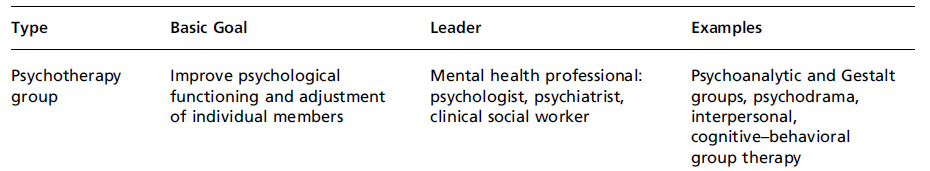 Type Basic Goal Leader Examples
Psychotherapy Improve psychological Mental health professional: Psychoanalytic and Gestalt
group functioning and adjustment psychologist, psychiatrist, groups, psychodrama,
of individual members clinical social worker interpersonal,
cognitive–behavioral
group therapy